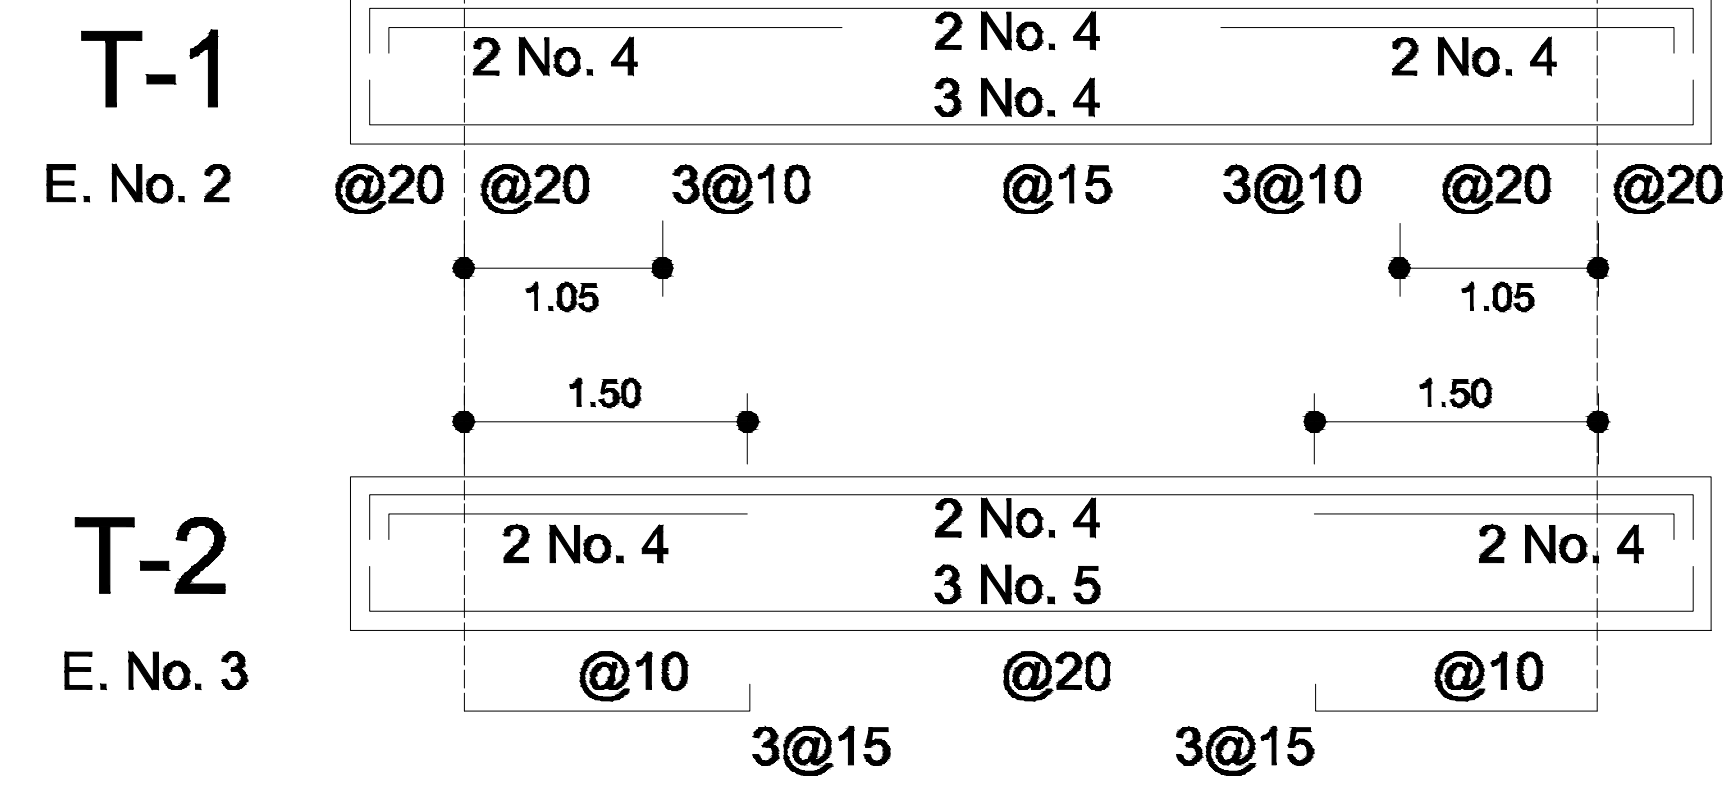 T-1
2 No. 4
2 No. 4
2 No. 4
3 No. 4
E. No. 2
@20 @20 3@10 @15 3@10 @20 @20
1.05 1.05
1.50 1.50
T-2
2 No. 4
2 No. 4
2 No. 4
3 No. 5
E. No. 3
@10 @20 @10
3@15 3@15